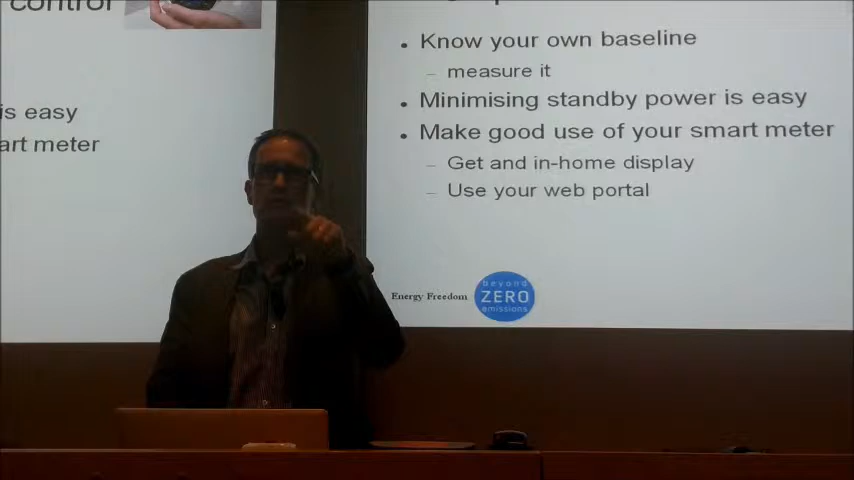 control
is easy
art meter
Know your own baseline
– measure it
Minimising standby power is easy
Make good use of your smart meter
– Get and in-home display
– Use your web portal
Energy Freedom
beyond
ZERO
emissions